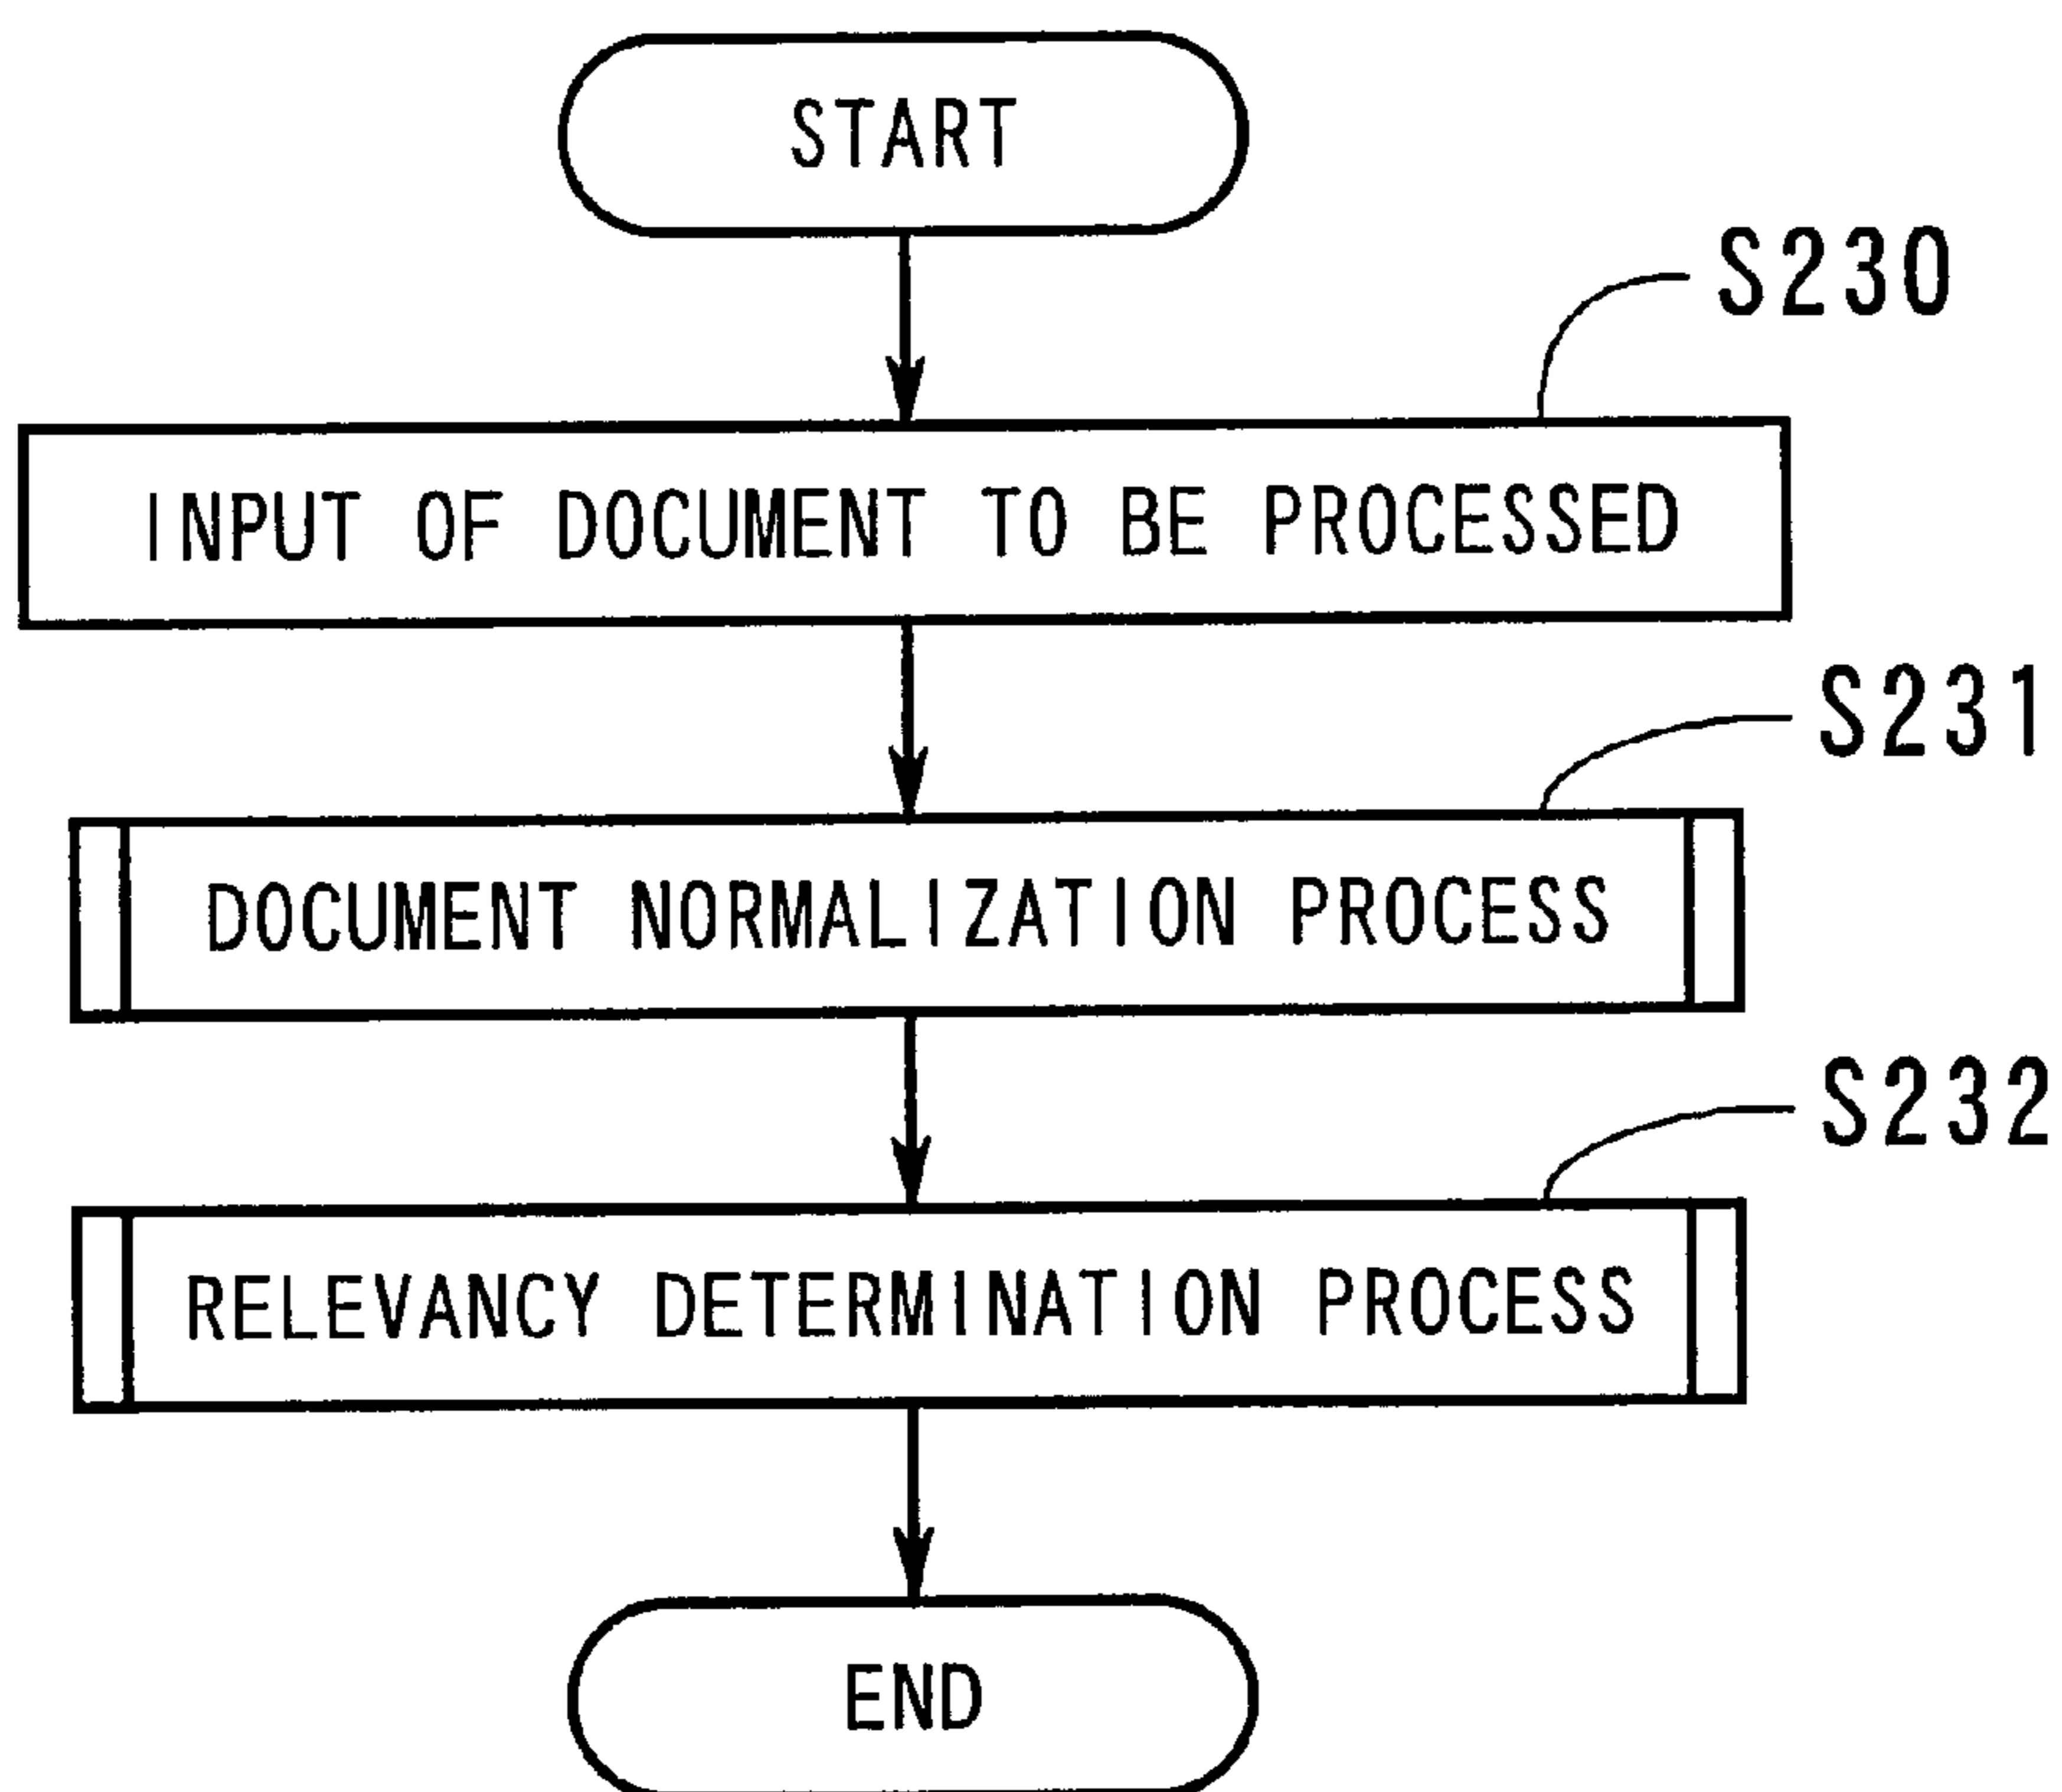 START
S230
INPUT OF DOCUMENT TO BE PROCESSED
S231
DOCUMENT NORMALIZATION PROCESS
S232
RELEVANCY DETERMINATION PROCESS
END